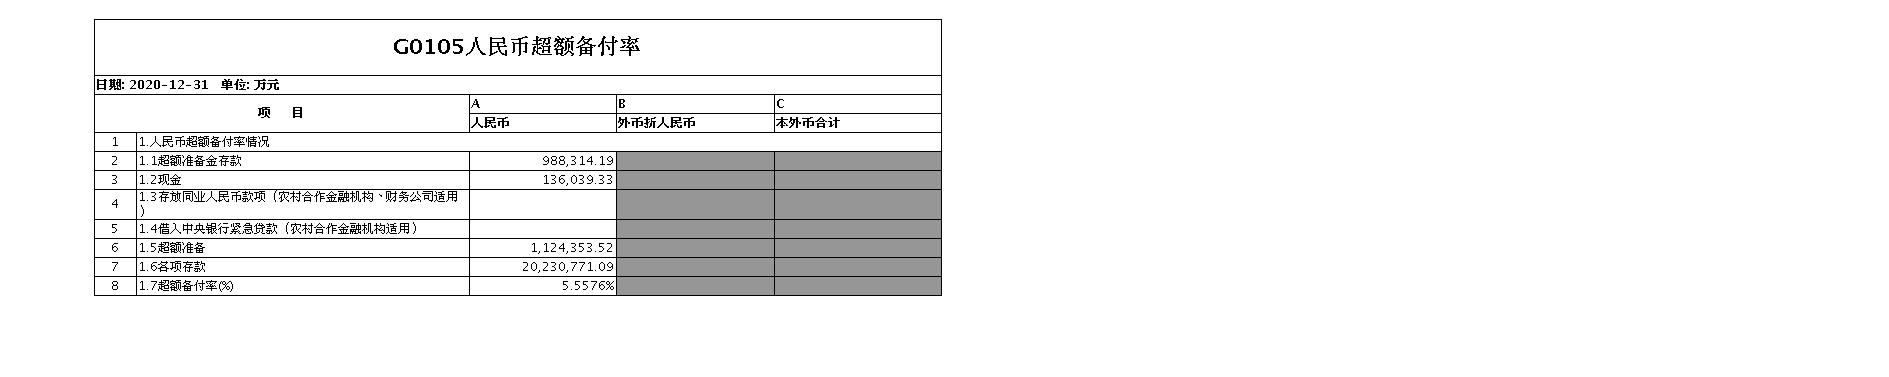 G0105人民币超额备付率
日期: 2020-12-31 单位: 万元
项 目
A B C
人民币 外币折人民币 本外币合计
1 1.人民币超额备付率情况
2 1.1超额准备金存款 988,314.19
3 1.2现金 136,039.33
4 1.3存放同业人民币款项（农村合作金融机构、财务公司适用
）
5 1.4借入中央银行紧急贷款（农村合作金融机构适用）
6 1.5超额准备 1,124,353.52
7 1.6各项存款 20,230,771.09
8 1.7超额备付率(%) 5.5576%